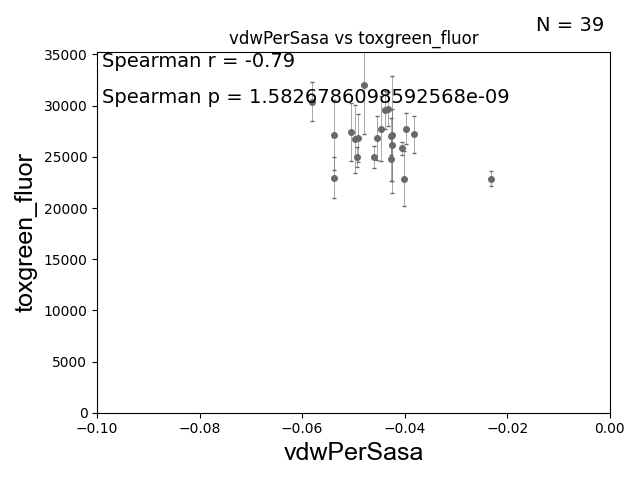 N = 39
vdwPerSasa vs toxgreen_fluor
Spearman r = -0.79
Spearman p = 1.5826786098592568e-09
toxgreen_fluor
35000
30000
25000
20000
15000
10000
5000
0
-0.10
-0.08
-0.06
-0.04
-0.02
0.00
vdwPerSasa